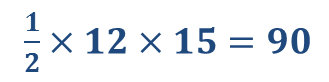 1/2 × 12 × 15 = 90